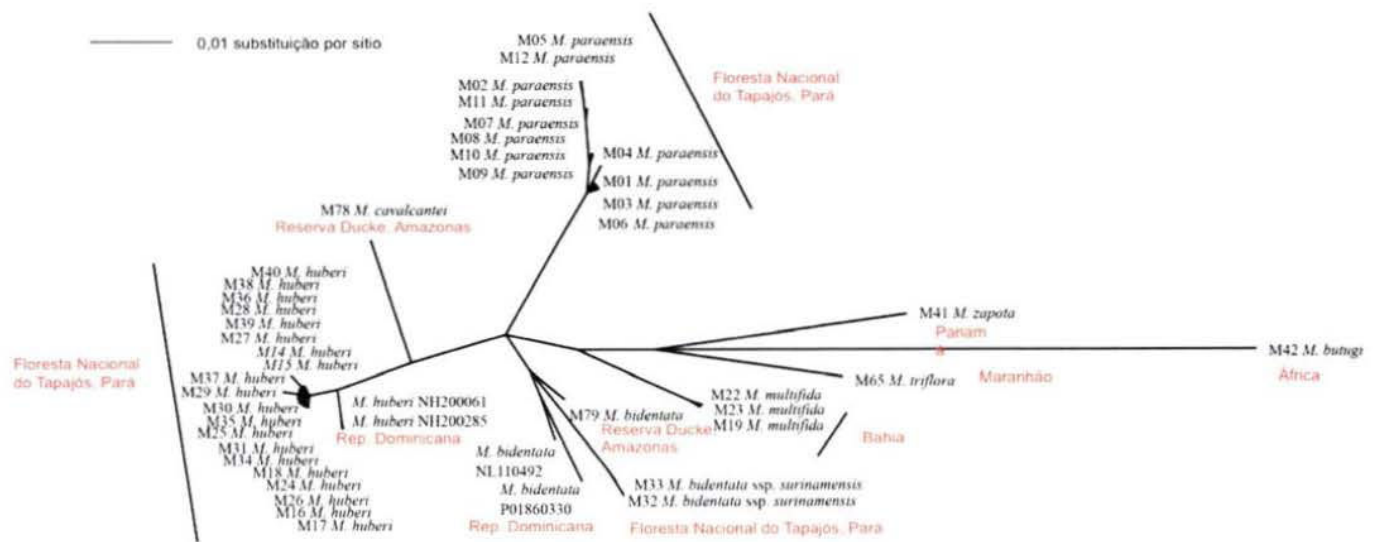 0,01 substituição por sítio
M05 M. paraensis
M12 M. paraensis
M02 M. paraensis
M11 M. paraensis
M07 M. paraensis
M08 M. paraensis
M10 M. paraensis
M09 M. paraensis
M04 M. paraensis
M01 M. paraensis
M03 M. paraensis
M06 M. paraensis
Floresta Nacional
do Tapajós, Pará
M78 M. cavalcantei
Reserva Ducke, Amazonas
M40 M. huberi
M38 M. huberi
M36 M. huberi
M28 M. huberi
M39 M. huberi
M27 M. huberi
M14 M. huberi
M15 M. huberi
M37 M. huberi
M29 M. huberi
M30 M. huberi
M35 M. huberi
M25 M. huberi
M31 M. huberi
M34 M. huberi
M18 M. huberi
M24 M. huberi
M26 M. huberi
M16 M. huberi
M17 M. huberi
Floresta Nacional
do Tapajós, Pará
M. huberi NH200061
M. huberi NH200285
Rep. Dominicana
M. bidentata
NL110492
M. bidentata
P01860330
Rep. Dominicana
M79 M. bidentata
Reserva Ducke,
Amazonas
M33 M. bidentata ssp. surinamensis
M32 M. bidentata ssp. surinamensis
Floresta Nacional do Tapajós, Pará
M22 M. multifida
M23 M. multifida
M19 M. multifida
Bahia
M41 M. zapota
Panam
á
M65 M. triflora
Maranhão
M42 M. butugi
África